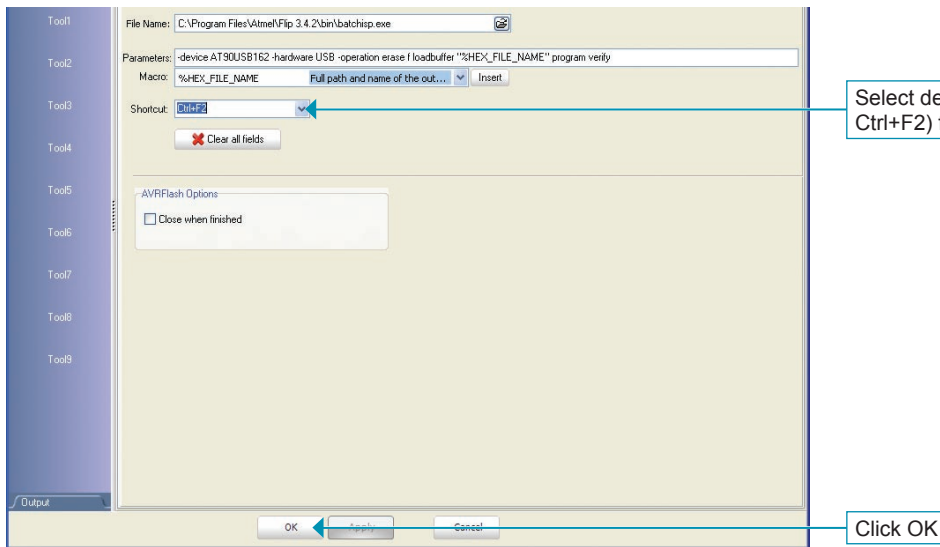 Tool1
File Name: C:\Program Files\Atmel\Flip 3.4.2\bin\batchisp.exe
Tool2
Parameters: -device AT90USB162 -hardware USB -operation erase f loadbuffer "%HEX_FILE_NAME" program verify
Macro: %HEX_FILE_NAME Full path and name of the out... Insert
Tool3
Shortcut: Ctrl+F2
Select de
Ctrl+F2) t
Clear all fields
Tool4
Tool5
AVRFlash Options
Close when finished
Tool6
Tool7
Tool8
Tool9
Output
OK Apply Cancel
Click OK